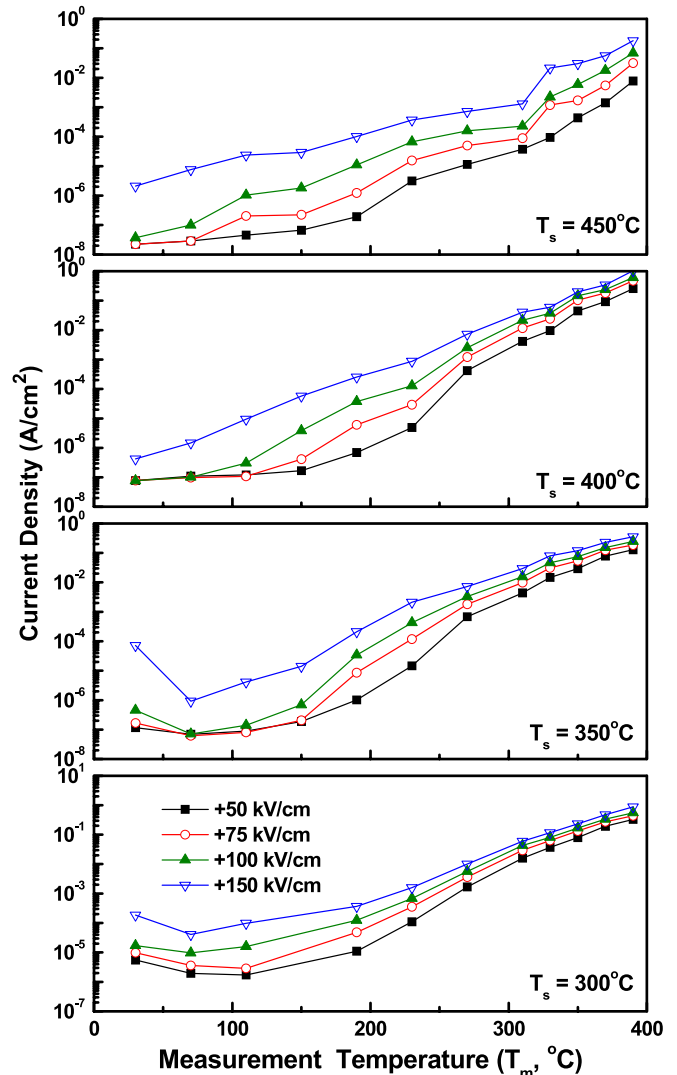 10^0
10^-2
10^-4
10^-6
10^-8
T_s = 450°C
10^0
10^-2
10^-4
10^-6
10^-8
T_s = 400°C
Current Density (A/cm^2)
10^0
10^-2
10^-4
10^-6
10^-8
T_s = 350°C
10^1
10^-1
10^-3
10^-5
10^-7
+50 kV/cm
+75 kV/cm
+100 kV/cm
+150 kV/cm
T_s = 300°C
0 100 200 300 400
Measurement Temperature (T_m, °C)